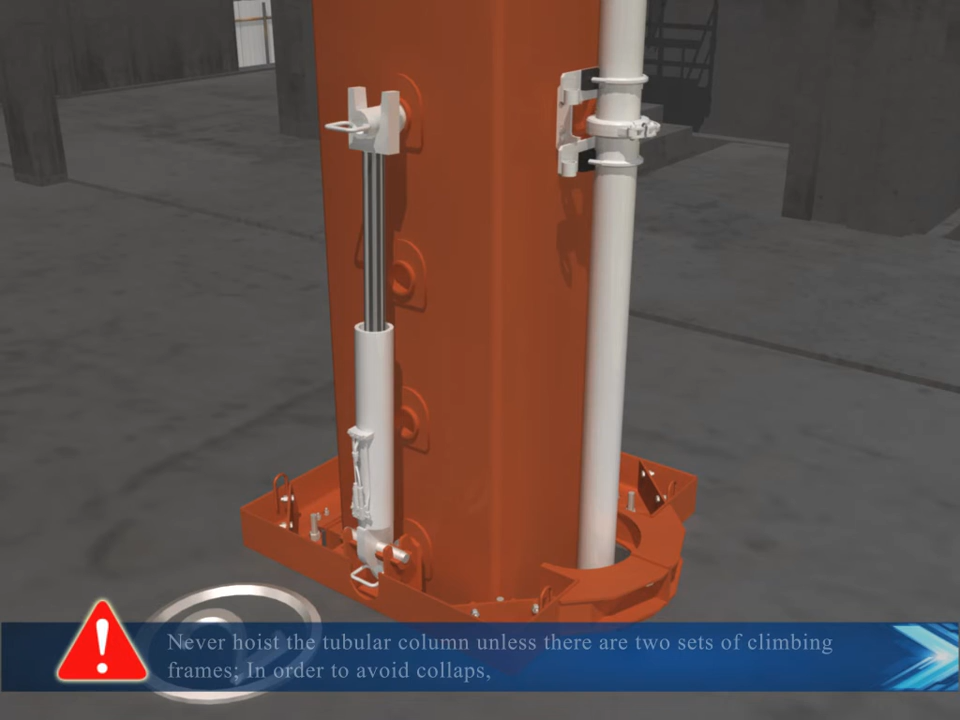 Never hoist the tubular column unless there are two sets of climbing
frames; In order to avoid collaps,